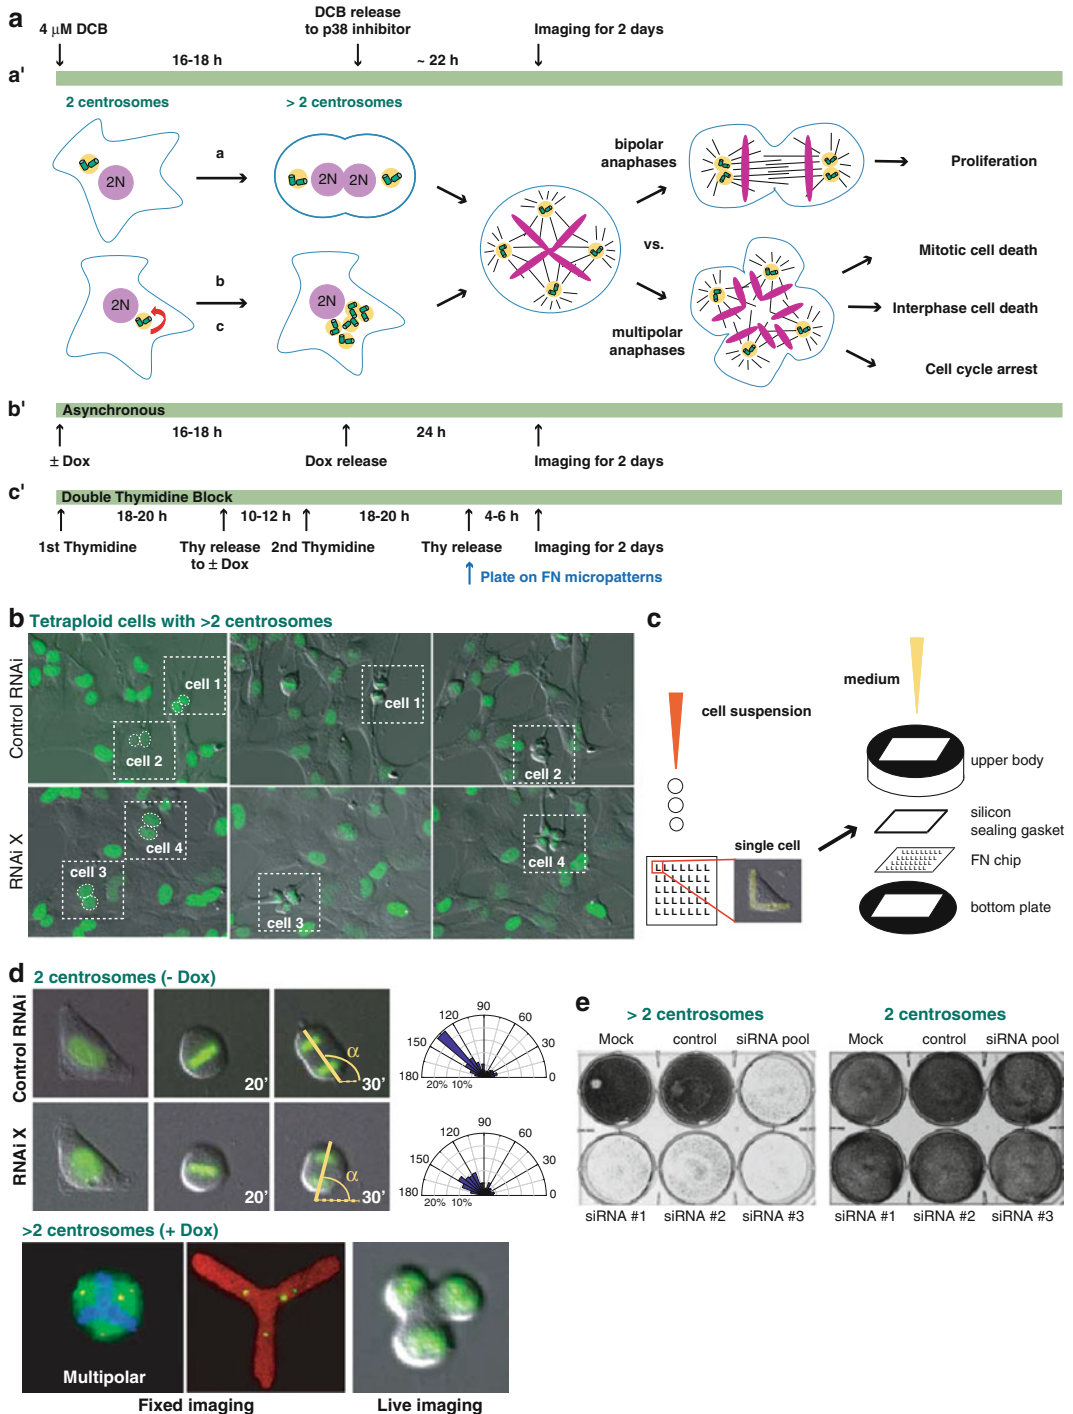 a
4 µM DCB
DCB release
to p38 inhibitor
Imaging for 2 days
16-18 h
~ 22 h
a'
2 centrosomes
> 2 centrosomes
a
2N
2N 2N
bipolar
anaphases
Proliferation
vs.
b
c
2N
2N
multipolar
anaphases
Mitotic cell death
Interphase cell death
Cell cycle arrest
b'
Asynchronous
16-18 h
24 h
± Dox
Dox release
Imaging for 2 days
c'
Double Thymidine Block
18-20 h
10-12 h
18-20 h
4-6 h
1st Thymidine
Thy release
to ± Dox
2nd Thymidine
Thy release
Imaging for 2 days
Plate on FN micropatterns
b
Tetraploid cells with >2 centrosomes
Control RNAi
cell 1
cell 2
cell 1
cell 2
RNAi X
cell 4
cell 3
cell 3
cell 4
c
cell suspension
single cell
medium
upper body
silicon
sealing gasket
FN chip
bottom plate
d
2 centrosomes (- Dox)
Control RNAi
20'
α
30'
90
120
60
150
30
180
0
20% 10%
RNAi X
20'
α
30'
90
120
60
150
30
180
0
20% 10%
>2 centrosomes (+ Dox)
Multipolar
Fixed imaging
Live imaging
e
> 2 centrosomes
2 centrosomes
Mock control siRNA pool
Mock control siRNA pool
siRNA #1 siRNA #2 siRNA #3
siRNA #1 siRNA #2 siRNA #3